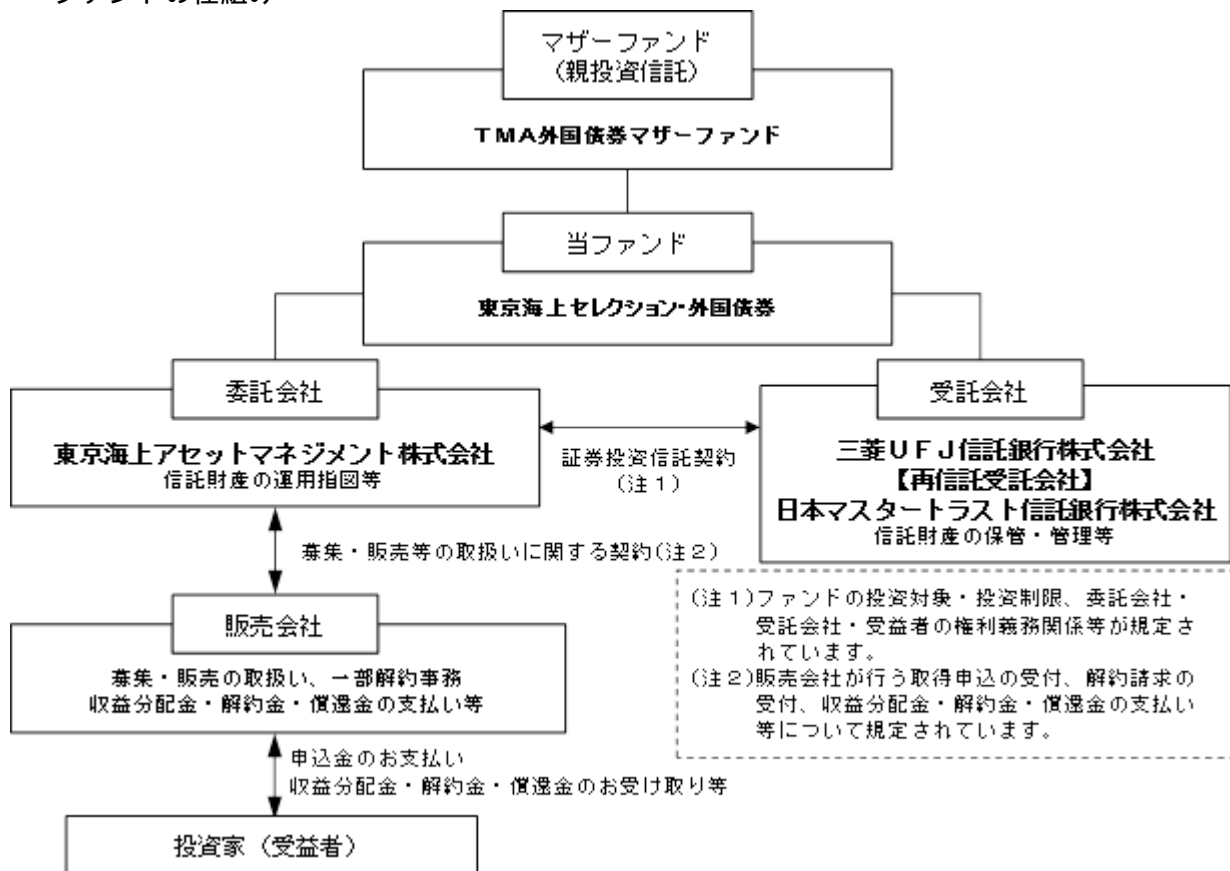 ファンドの仕組み
マザーファンド
（親投資信託）
ＴＭＡ外国債券マザーファンド
当ファンド
東京海上セレクション・外国債券
委託会社
受託会社
東京海上アセットマネジメント株式会社
信託財産の運用指図等
証券投資信託契約
（注１）
三菱ＵＦＪ信託銀行株式会社
【再信託受託会社】
日本マスタートラスト信託銀行株式会社
信託財産の保管・管理等
募集・販売等の取扱いに関する契約(注２)
販売会社
募集・販売の取扱い、一部解約事務
収益分配金・解約金・償還金の支払い等
(注１)ファンドの投資対象・投資制限、委託会社・
受託会社・受益者の権利義務関係等が規定さ
れています。
(注２)販売会社が行う取得申込の受付、解約請求の
受付、収益分配金・解約金・償還金の支払い
等について規定されています。
申込金のお支払い
収益分配金・解約金・償還金のお受け取り等
投資家（受益者）